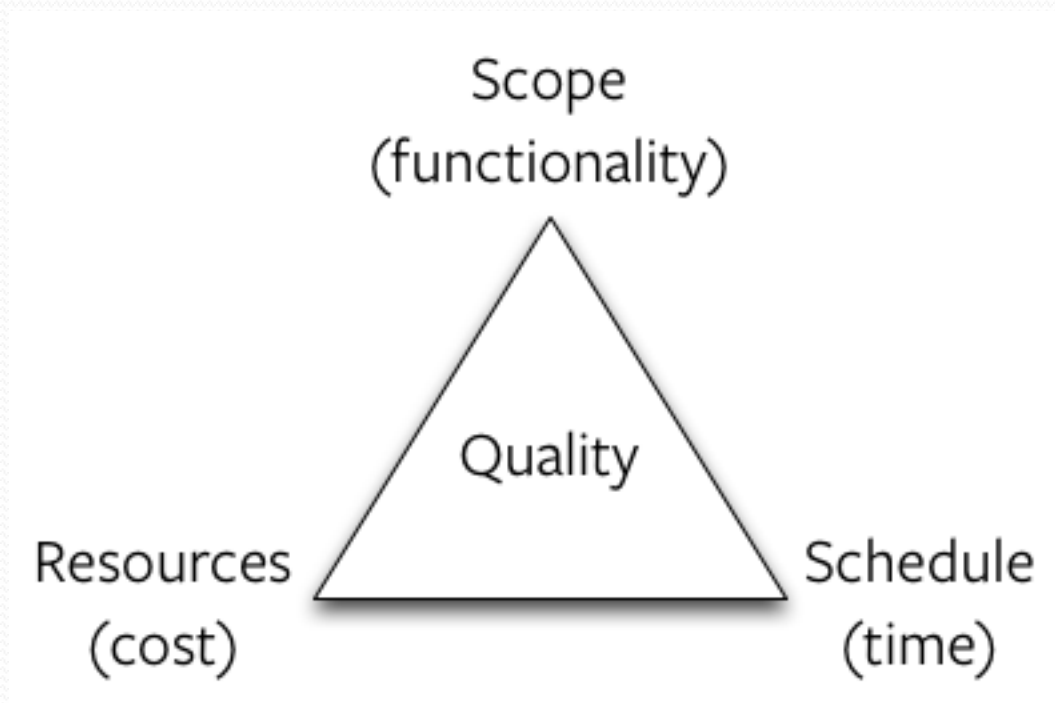 Scope
(functionality)
Quality
Resources
(cost)
Schedule
(time)